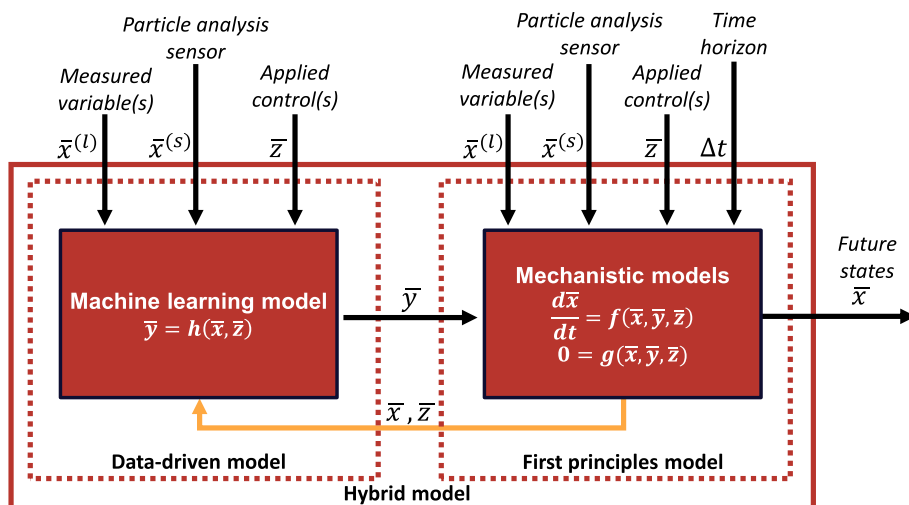 Particle analysis
sensor
Measured
variable(s)
Applied
control(s)
x̄⁽ˡ⁾
x̄⁽ˢ⁾
z̄
Particle analysis
sensor
Time
horizon
Measured
variable(s)
Applied
control(s)
x̄⁽ˡ⁾
x̄⁽ˢ⁾
z̄
Δt
Machine learning model
ȳ = h(x̄, z̄)
ȳ
Mechanistic models
dx̄/dt = f(x̄, ȳ, z̄)
0 = g(x̄, ȳ, z̄)
Future
states
x̄
x̄ , z̄
Data-driven model
First principles model
Hybrid model